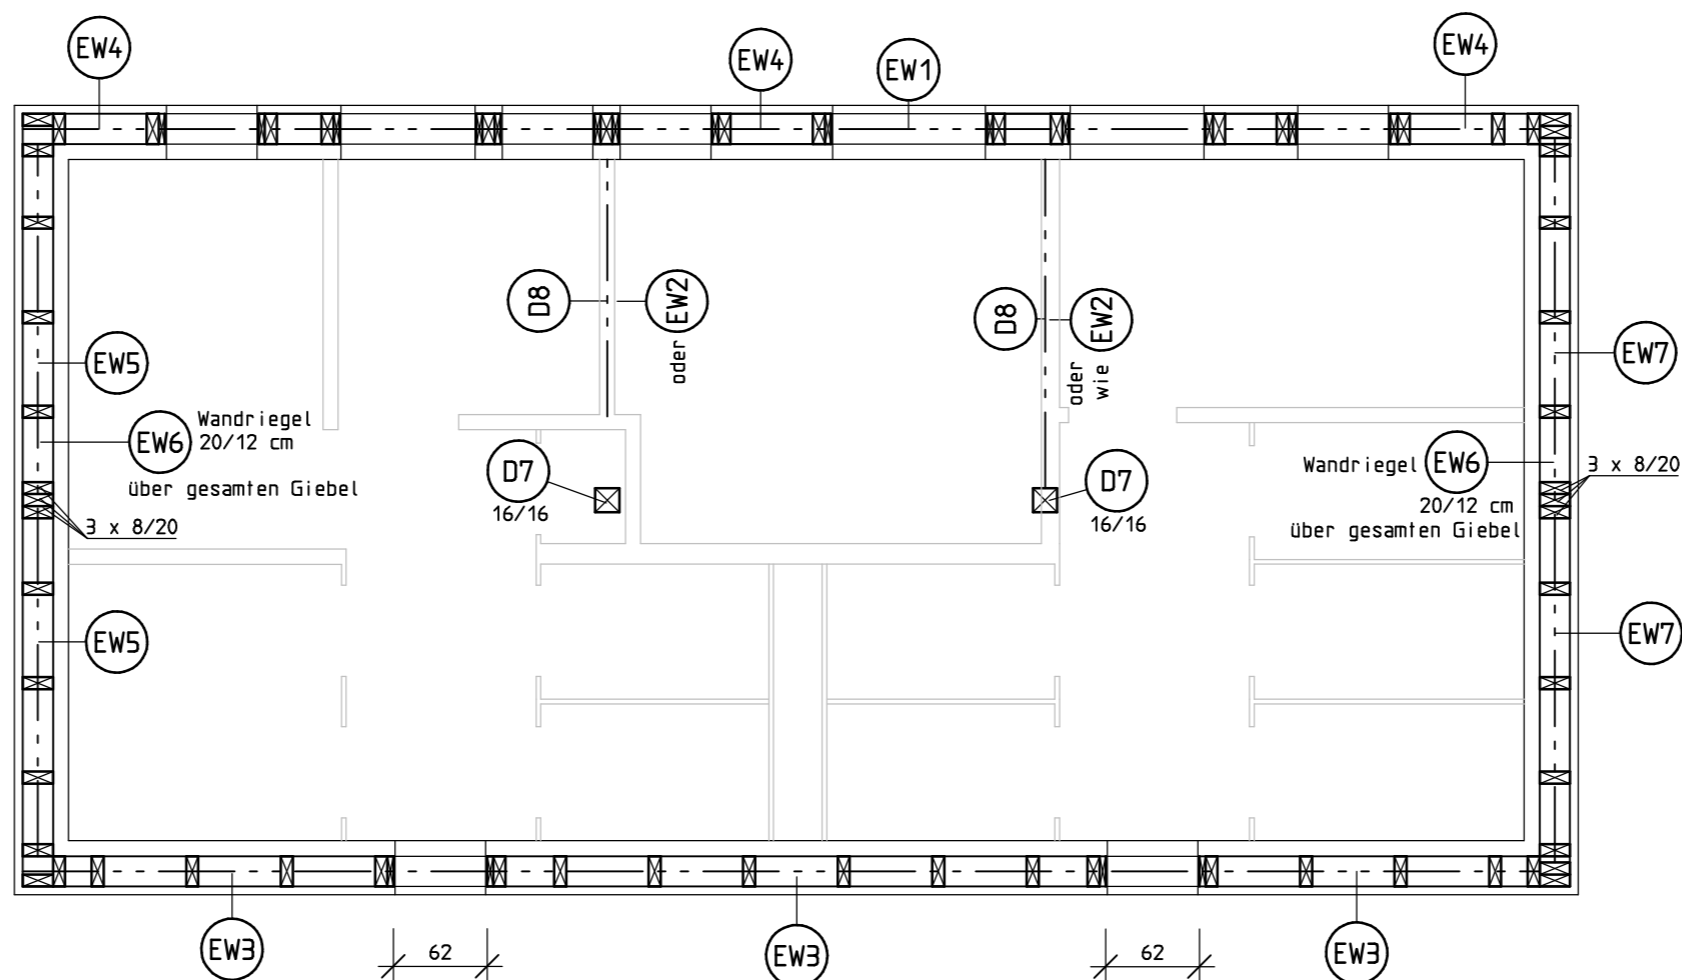 EW4
EW4
EW1
EW4
D8
EW2
oder
D8
EW2
oder
wie
EW5
EW7
EW6
Wandriegel
20/12 cm
über gesamten Giebel
3 x 8/20
D7
16/16
D7
16/16
Wandriegel
EW6
20/12 cm
über gesamten Giebel
3 x 8/20
EW5
EW7
EW3
62
EW3
62
EW3